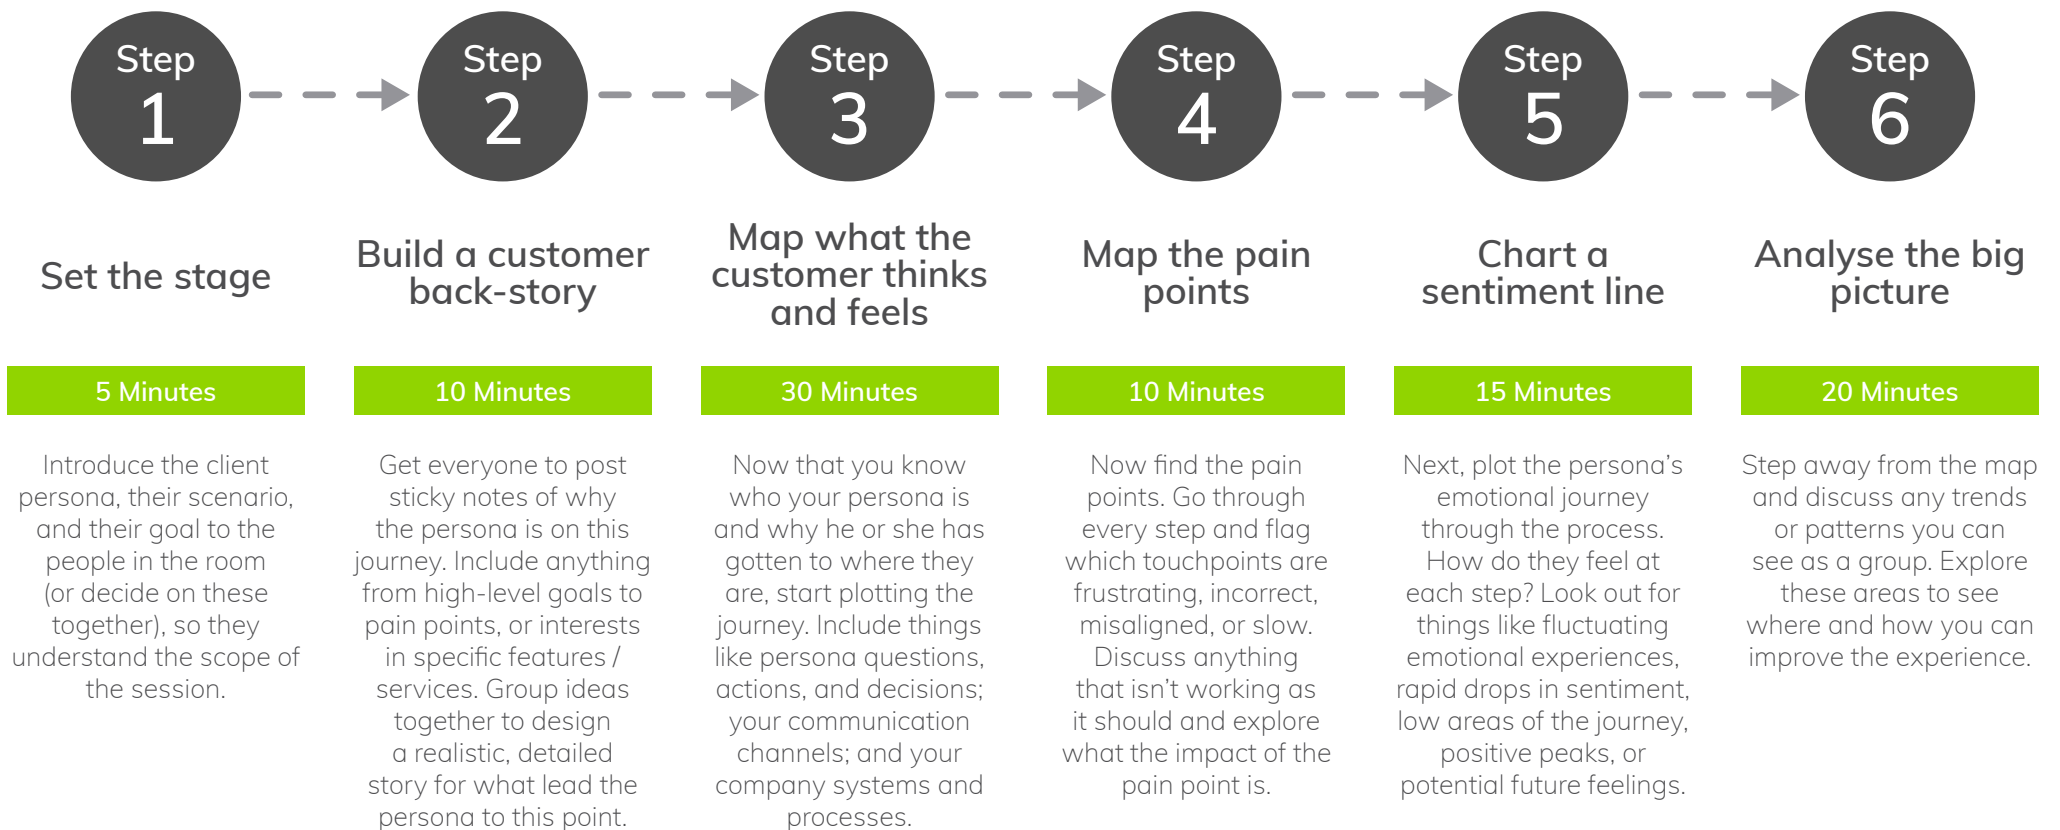 Step
1
Step
2
Step
3
Step
4
Step
5
Step
6
Set the stage
Build a customer
back-story
Map what the
customer thinks
and feels
Map the pain
points
Chart a
sentiment line
Analyse the big
picture
5 Minutes
10 Minutes
30 Minutes
10 Minutes
15 Minutes
20 Minutes
Introduce the client
persona, their scenario,
and their goal to the
people in the room
(or decide on these
together), so they
understand the scope of
the session.
Get everyone to post
sticky notes of why
the persona is on this
journey. Include anything
from high-level goals to
pain points, or interests
in specific features /
services. Group ideas
together to design
a realistic, detailed
story for what lead the
persona to this point.
Now that you know
who your persona is
and why he or she has
gotten to where they
are, start plotting the
journey. Include things
like persona questions,
actions, and decisions;
your communication
channels; and your
company systems and
processes.
Now find the pain
points. Go through
every step and flag
which touchpoints are
frustrating, incorrect,
misaligned, or slow.
Discuss anything
that isn't working as
it should and explore
what the impact of the
pain point is.
Next, plot the persona's
emotional journey
through the process.
How do they feel at
each step? Look out for
things like fluctuating
emotional experiences,
rapid drops in sentiment,
low areas of the journey,
positive peaks, or
potential future feelings.
Step away from the map
and discuss any trends
or patterns you can
see as a group. Explore
these areas to see
where and how you can
improve the experience.